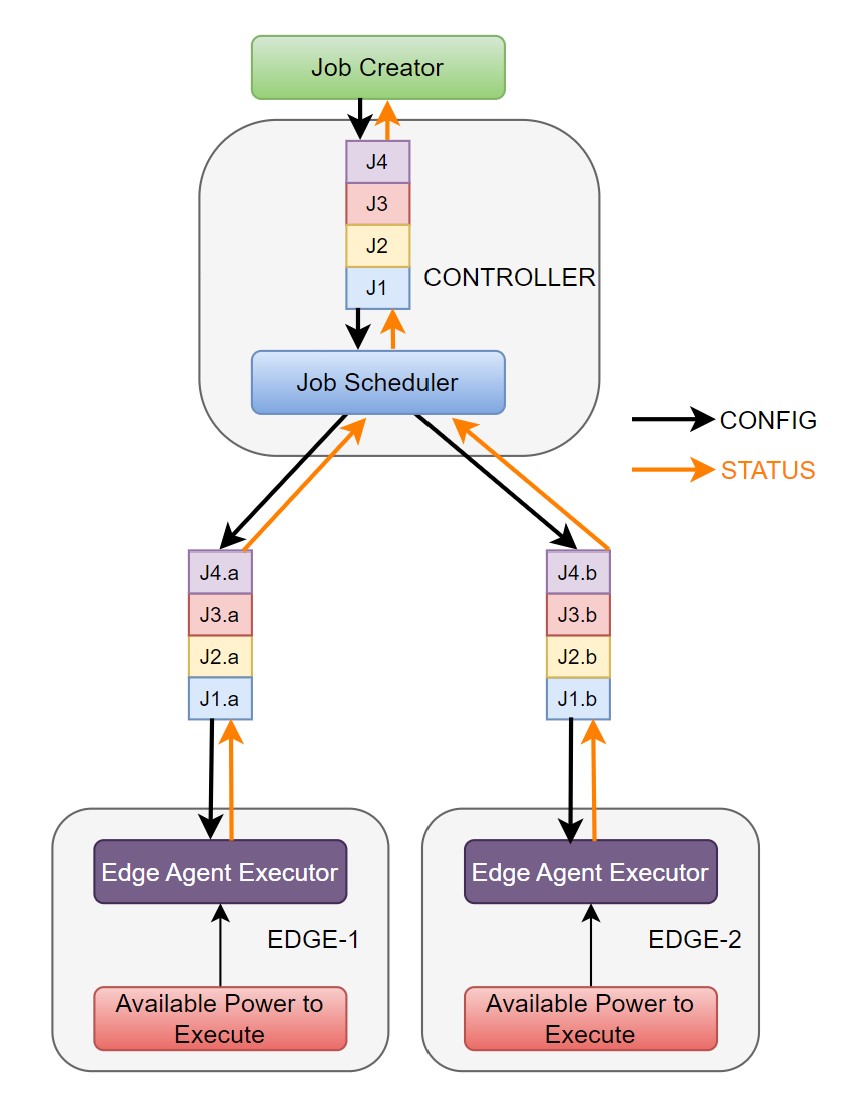 Job Creator
J4
J3
J2
J1
CONTROLLER
Job Scheduler
CONFIG
STATUS
J4.a
J3.a
J2.a
J1.a
J4.b
J3.b
J2.b
J1.b
Edge Agent Executor
EDGE-1
Available Power to
Execute
Edge Agent Executor
EDGE-2
Available Power to
Execute